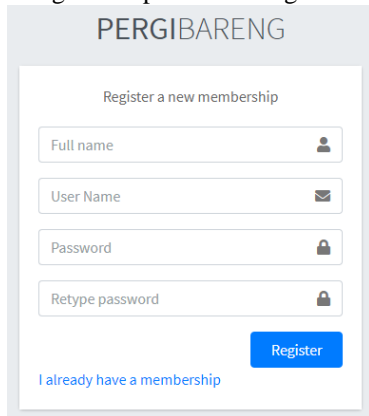 PERGIBARENG
Register a new membership
Full name
User Name
Password
Retype password
Register
I already have a membership